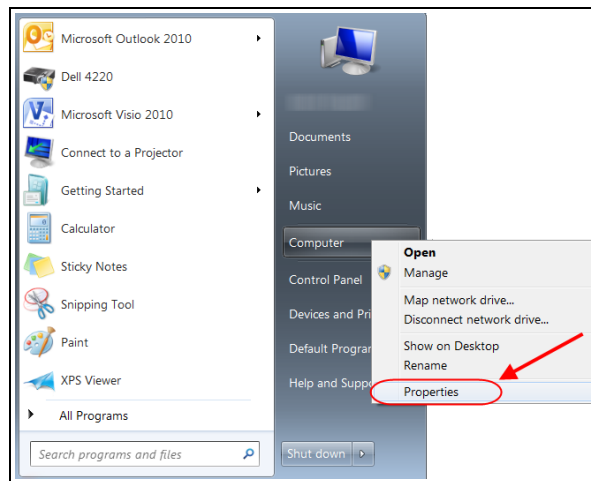 Microsoft Outlook 2010
Dell 4220
Microsoft Visio 2010
Connect to a Projector
Getting Started
Calculator
Sticky Notes
Snipping Tool
Paint
XPS Viewer
All Programs
Search programs and files
Documents
Pictures
Music
Computer
Control Panel
Devices and Pri
Default Progra
Help and Supp
Shut down
Open
Manage
Map network drive...
Disconnect network drive...
Show on Desktop
Rename
Properties